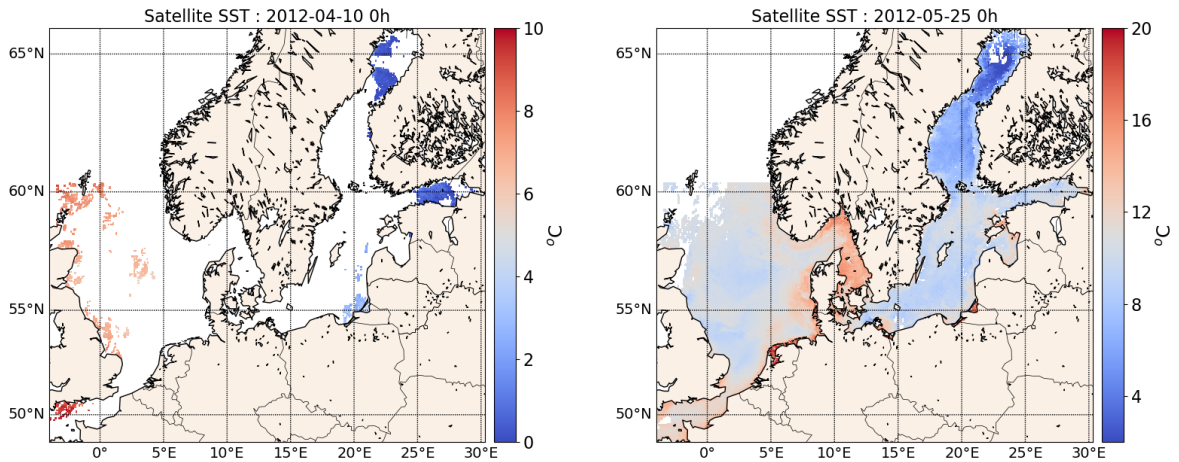 Satellite SST : 2012-04-10 0h
65°N
60°N
55°N
50°N
0°E
5°E
10°E
15°E
20°E
25°E
30°E
10
8
6
4
2
0
°C
Satellite SST : 2012-05-25 0h
65°N
60°N
55°N
50°N
0°E
5°E
10°E
15°E
20°E
25°E
30°E
20
16
12
8
4
°C